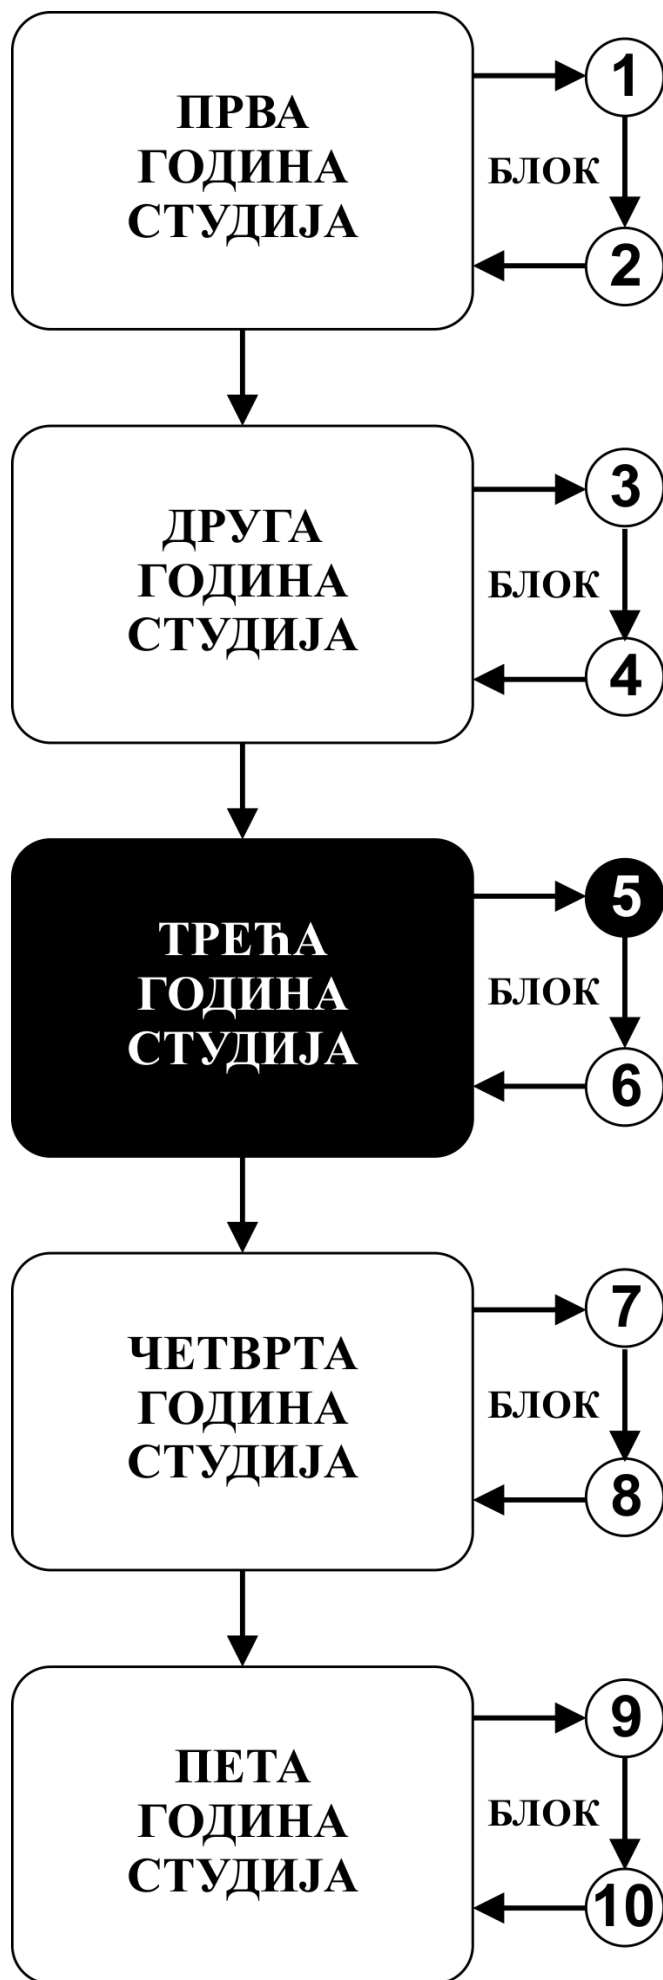 ПРВА
ГОДИНА
СТУДИЈА
1
БЛОК
2
ДРУГА
ГОДИНА
СТУДИЈА
3
БЛОК
4
ТРЕЋА
ГОДИНА
СТУДИЈА
5
БЛОК
6
ЧЕТВРТА
ГОДИНА
СТУДИЈА
7
БЛОК
8
ПЕТА
ГОДИНА
СТУДИЈА
9
БЛОК
10